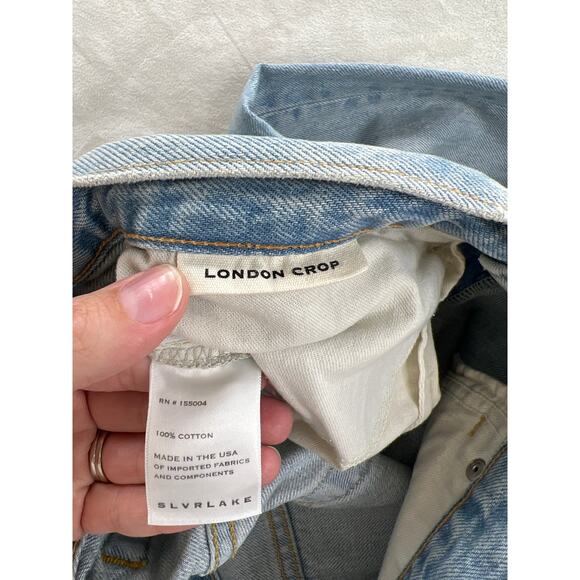 LONDON CROP
RN # 155004
100% COTTON
MADE IN THE USA
OF IMPORTED FABRICS
AND COMPONENTS
SLVRLAKE